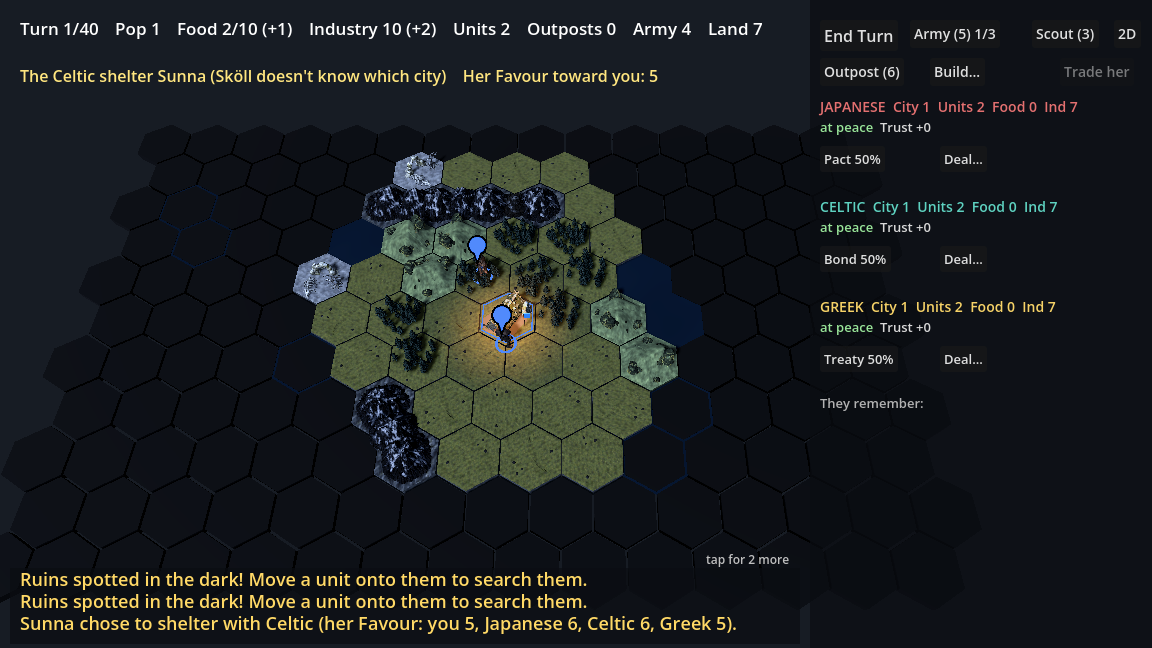 Turn 1/40 Pop 1 Food 2/10 (+1) Industry 10 (+2) Units 2 Outposts 0 Army 4 Land 7
The Celtic shelter Sunna (Sköll doesn't know which city) Her Favour toward you: 5
End Turn Army (5) 1/3 Scout (3) 2D
Outpost (6) Build... Trade her
JAPANESE City 1 Units 2 Food 0 Ind 7
at peace Trust +0
Pact 50% Deal...
CELTIC City 1 Units 2 Food 0 Ind 7
at peace Trust +0
Bond 50% Deal...
GREEK City 1 Units 2 Food 0 Ind 7
at peace Trust +0
Treaty 50% Deal...
They remember:
tap for 2 more
Ruins spotted in the dark! Move a unit onto them to search them.
Ruins spotted in the dark! Move a unit onto them to search them.
Sunna chose to shelter with Celtic (her Favour: you 5, Japanese 6, Celtic 6, Greek 5).